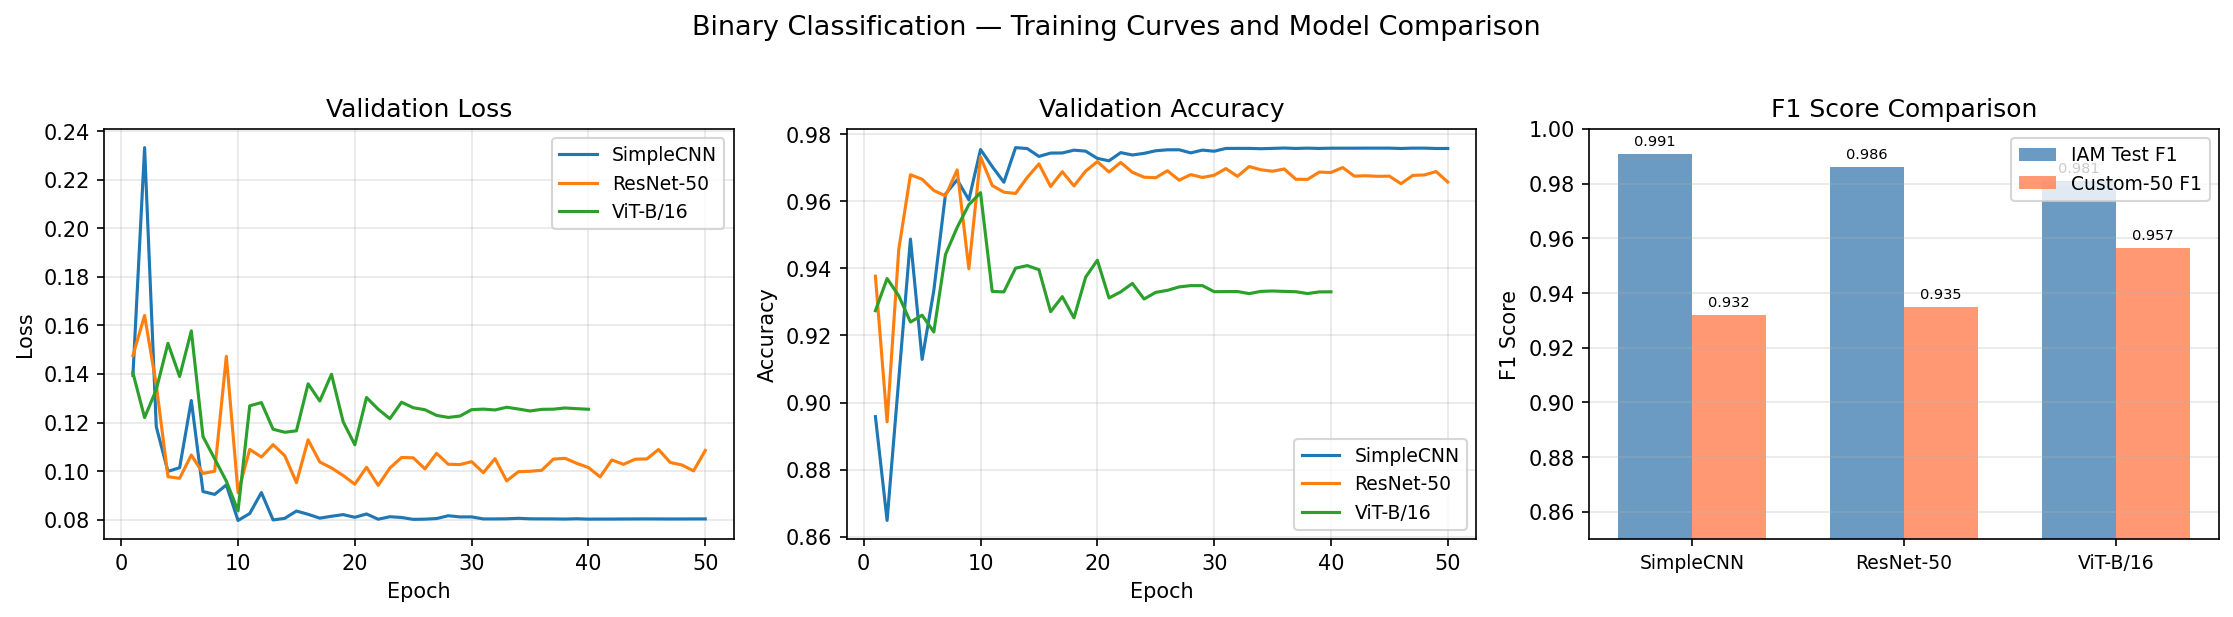 Binary Classification — Training Curves and Model Comparison
Validation Loss
Loss
0.24
0.22
0.20
0.18
0.16
0.14
0.12
0.10
0.08
0
10
20
30
40
50
Epoch
SimpleCNN
ResNet-50
ViT-B/16
Validation Accuracy
Accuracy
0.98
0.96
0.94
0.92
0.90
0.88
0.86
0
10
20
30
40
50
Epoch
SimpleCNN
ResNet-50
ViT-B/16
F1 Score Comparison
F1 Score
1.00
0.98
0.96
0.94
0.92
0.90
0.88
0.86
IAM Test F1
Custom-50 F1
0.991
0.932
0.986
0.935
0.981
0.957
SimpleCNN
ResNet-50
ViT-B/16